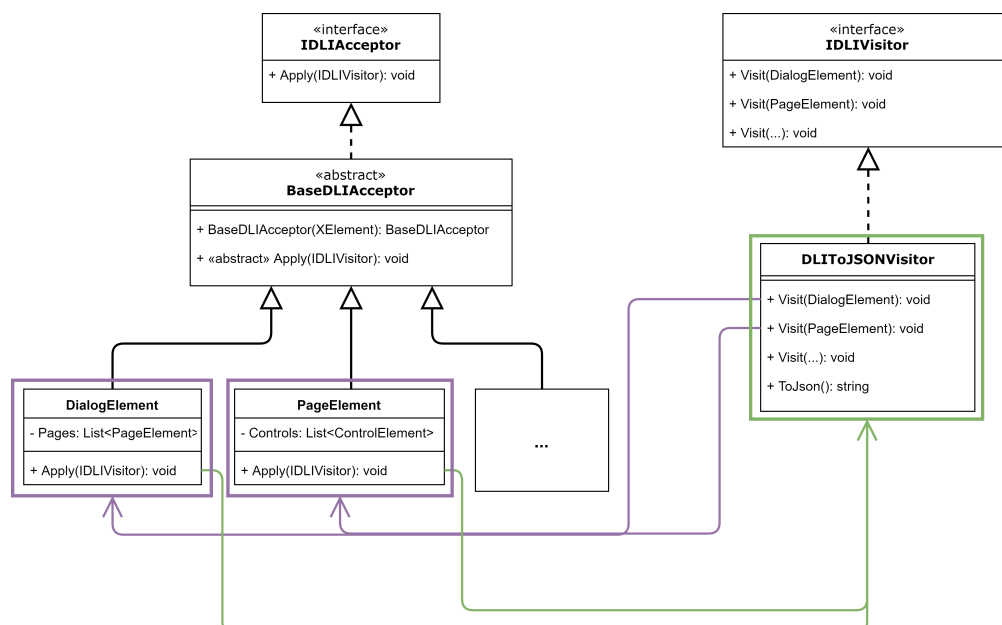 «interface»
IDLIAcceptor
+ Apply(IDLIVisitor): void
«interface»
IDLIVisitor
+ Visit(DialogElement): void
+ Visit(PageElement): void
+ Visit(...): void
«abstract»
BaseDLIAcceptor
+ BaseDLIAcceptor(XElement): BaseDLIAcceptor
+ «abstract» Apply(IDLIVisitor): void
DLIToJSONVisitor
+ Visit(DialogElement): void
+ Visit(PageElement): void
+ Visit(...): void
+ ToJson(): string
DialogElement
- Pages: List<PageElement>
+ Apply(IDLIVisitor): void
PageElement
- Controls: List<ControlElement>
+ Apply(IDLIVisitor): void
...